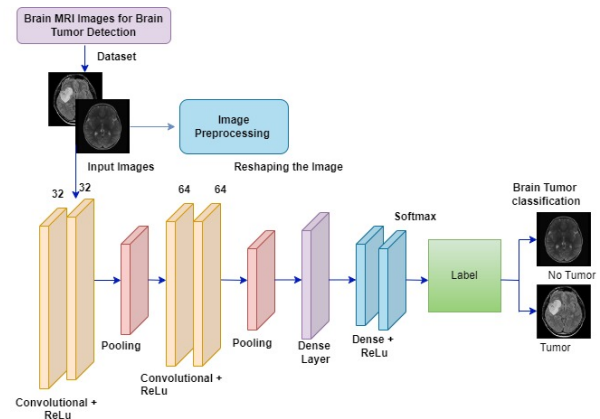 Brain MRI Images for Brain
Tumor Detection
Dataset
Image
Preprocessing
Input Images
Reshaping the Image
32
32
64
64
Softmax
Brain Tumor
classification
Label
No Tumor
Tumor
Pooling
Pooling
Dense
Layer
Dense +
ReLu
Convolutional +
ReLu
Convolutional +
ReLu